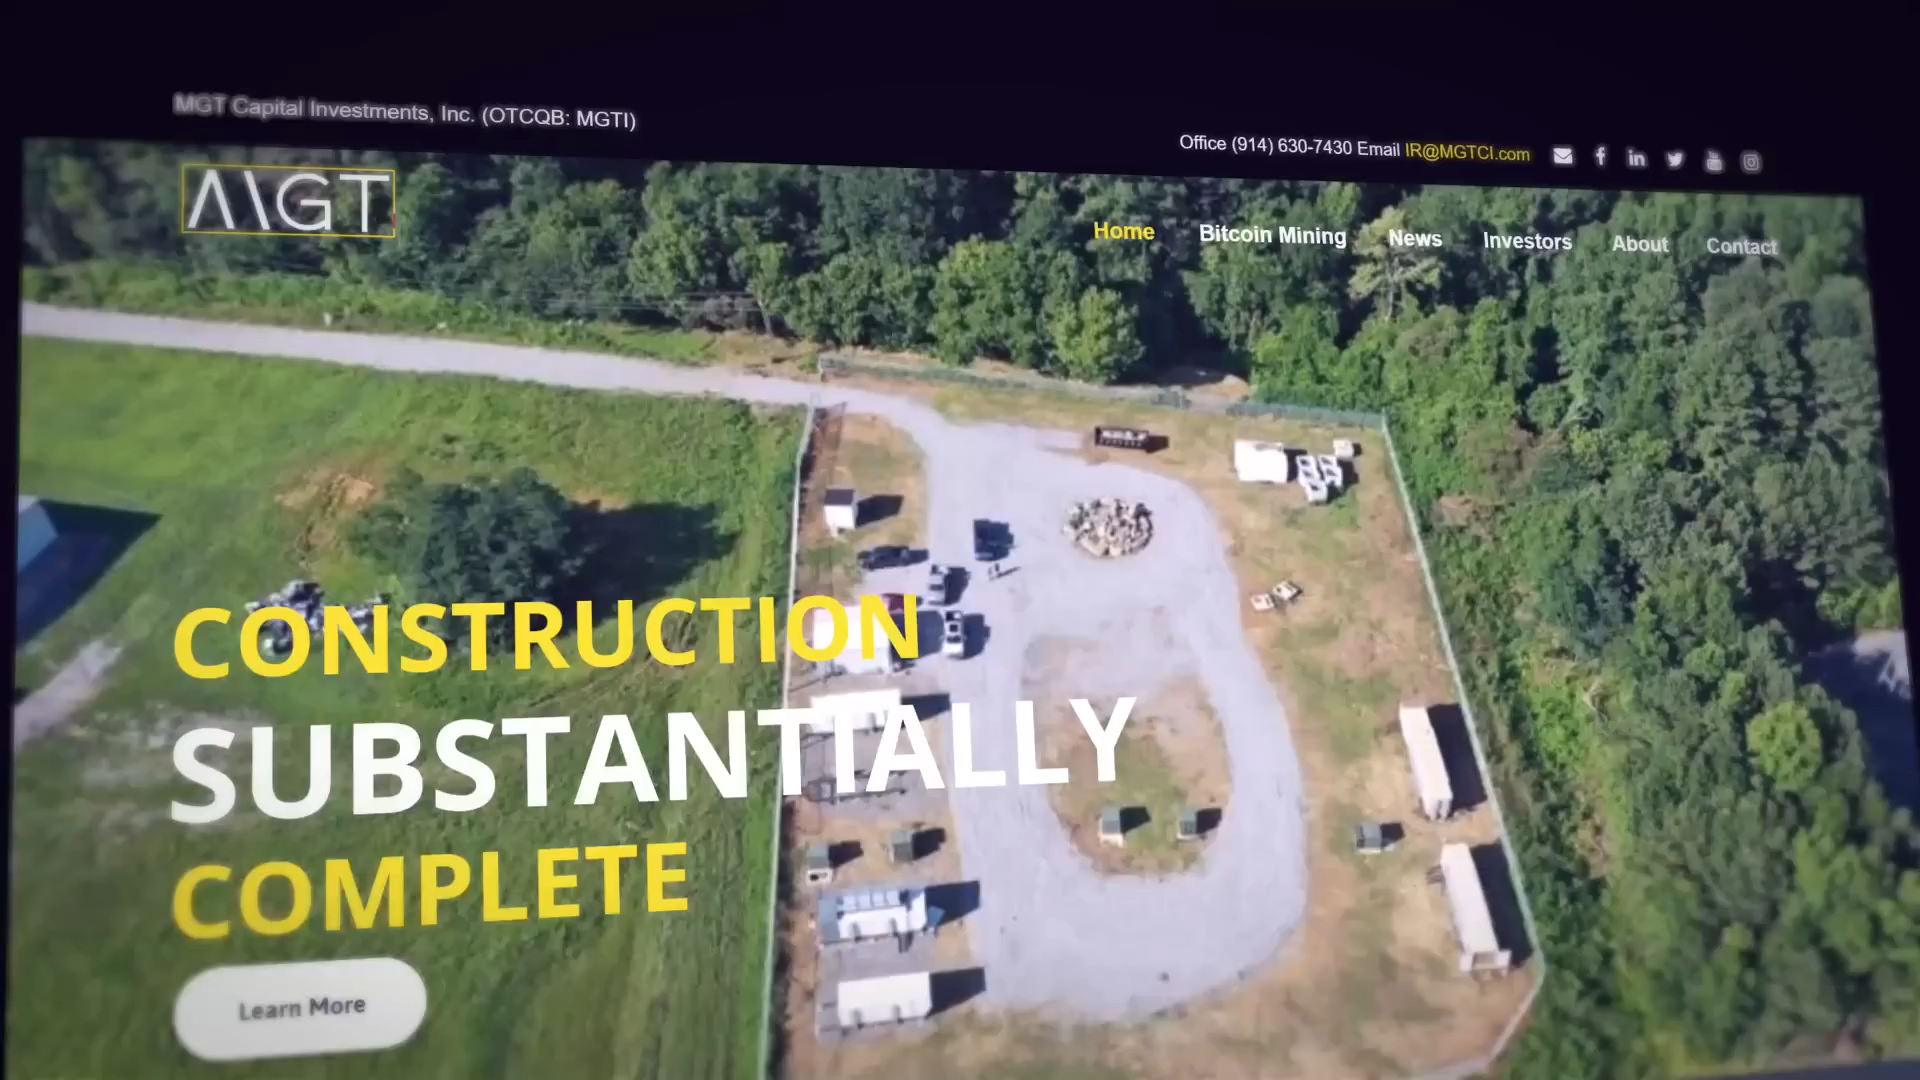 MGT Capital Investments, Inc. (OTCQB: MGTI)
Office (914) 630-7430 Email IR@MGTCI.com
MGT
Home Bitcoin Mining News Investors About Contact
CONSTRUCTION
SUBSTANTIALLY
COMPLETE
Learn More